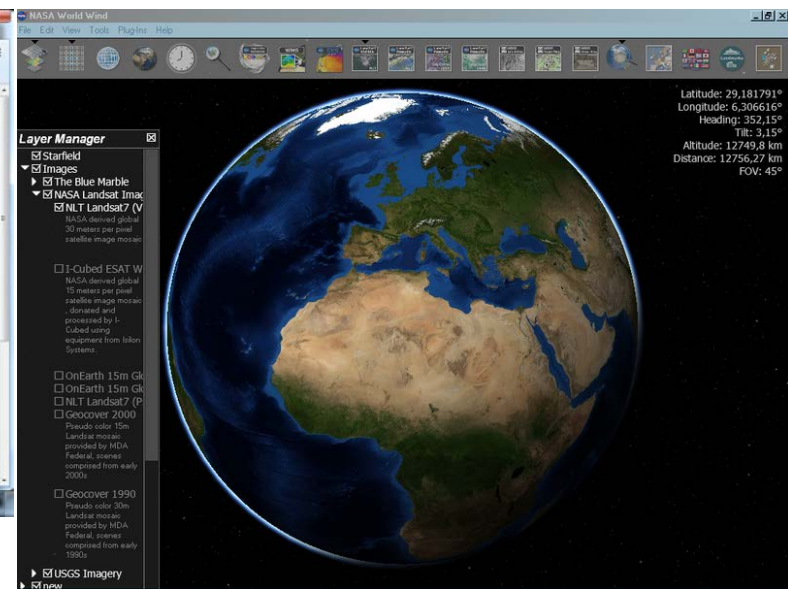 NASA World Wind
File Edit View Tools Plug-Ins Help
Latitude: 29,181791°
Longitude: 6,306616°
Heading: 352,15°
Tilt: 3,15°
Altitude: 12749,8 km
Distance: 12756,27 km
FOV: 45°
Layer Manager
Starfield
Images
The Blue Marble
NASA Landsat Imag
NLT Landsat7 (V
NASA derived global
30 meters per pixel
satellite image mosaic
I-Cubed ESAT W
NASA derived global
15 meters per pixel
satellite image mosaic
, donated and
processed by I-
Cubed using
equipment from Isilon
Systems.
OnEarth 15m Gl
OnEarth 15m Gl
NLT Landsat7 (P
Geocover 2000
Pseudo color 15m
Landsat mosaic
provided by MDA
Federal, scenes
comprised from early
2000s
Geocover 1990
Pseudo color 30m
Landsat mosaic
provided by MDA
Federal, scenes
comprised from early
1990s
USGS Imagery
new